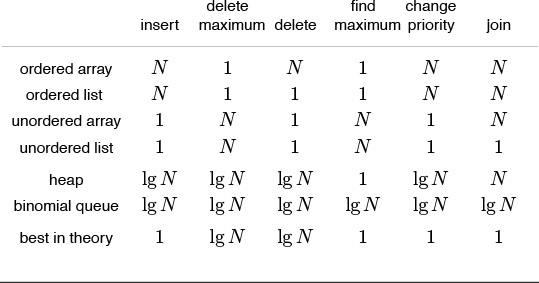 delete find change
insert maximum delete maximum priority join
ordered array N 1 N 1 N N
ordered list N 1 1 1 N N
unordered array 1 N 1 N 1 N
unordered list 1 N 1 N 1 1
heap lg N lg N lg N 1 lg N N
binomial queue lg N lg N lg N lg N lg N lg N
best in theory 1 lg N lg N 1 1 1